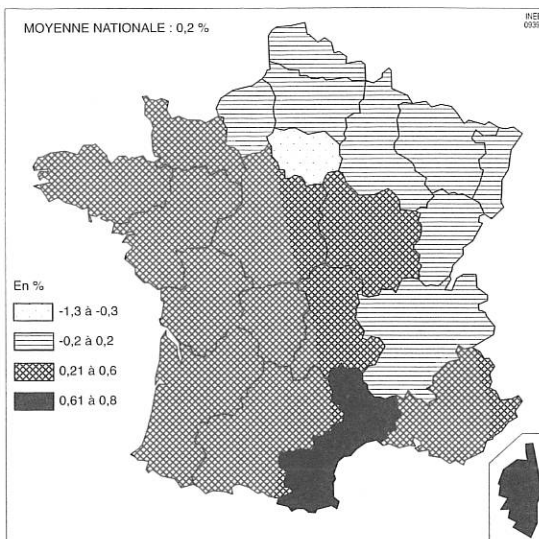 MOYENNE NATIONALE : 0,2 %
En %
-1,3 à -0,3
-0,2 à 0,2
0,21 à 0,6
0,61 à 0,8